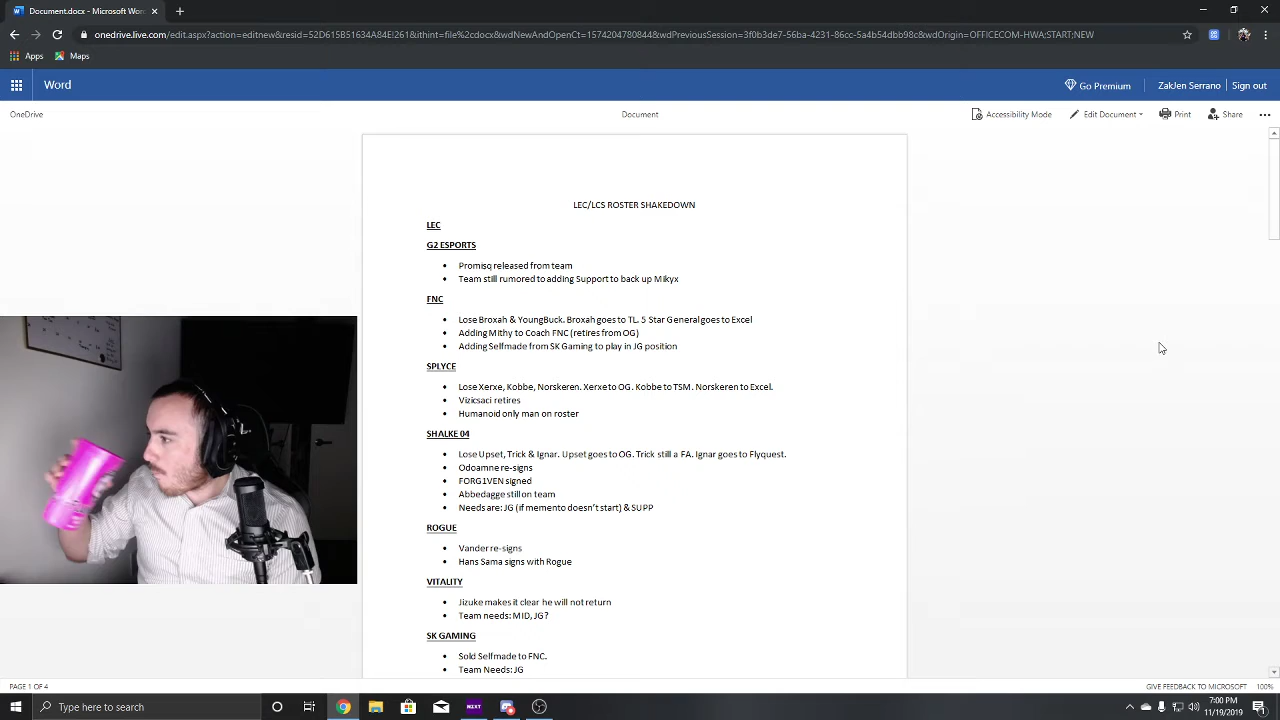 Document.docx - Microsoft Wor
onedrive.live.com/edit.aspx?action=editnew&resid=52D615B51634A84E!261&ithint=file%2cdocx&wdNewAndOpenCt=1574204780844&wdPreviousSession=3f0b3de7-56ba-4231-86cc-5a4b54dbb98c&wdOrigin=OFFICECOM-HWA;START;NEW
Apps Maps
Word Go Premium ZakJen Serrano Sign out
OneDrive Document Accessibility Mode Edit Document Print Share
LEC/LCS ROSTER SHAKEDOWN
LEC
G2 ESPORTS
• Promisq released from team
• Team still rumored to adding Support to back up Mikyx
FNC
• Lose Broxah & YoungBuck. Broxah goes to TL. 5 Star General goes to Excel
• Adding Mithy to Coach FNC (retires from OG)
• Adding Selfmade from SK Gaming to play in JG position
SPLYCE
• Lose Xerxe, Kobbe, Norskeren. Xerxe to OG. Kobbe to TSM. Norskeren to Excel.
• Vizicsaci retires
• Humanoid only man on roster
SHALKE 04
• Lose Upset, Trick & Ignar. Upset goes to OG. Trick still a FA. Ignar goes to Flyquest.
• Odoamne re-signs
• FORG1VEN signed
• Abbedagge still on team
• Needs are: JG (if memento doesn't start) & SUPP
ROGUE
• Vander re-signs
• Hans Sama signs with Rogue
VITALITY
• Jizuke makes it clear he will not return
• Team needs: MID, JG?
SK GAMING
• Sold Selfmade to FNC.
• Team Needs: JG
PAGE 1 OF 4 GIVE FEEDBACK TO MICROSOFT 100%
Type here to search
7:00 PM
11/19/2019